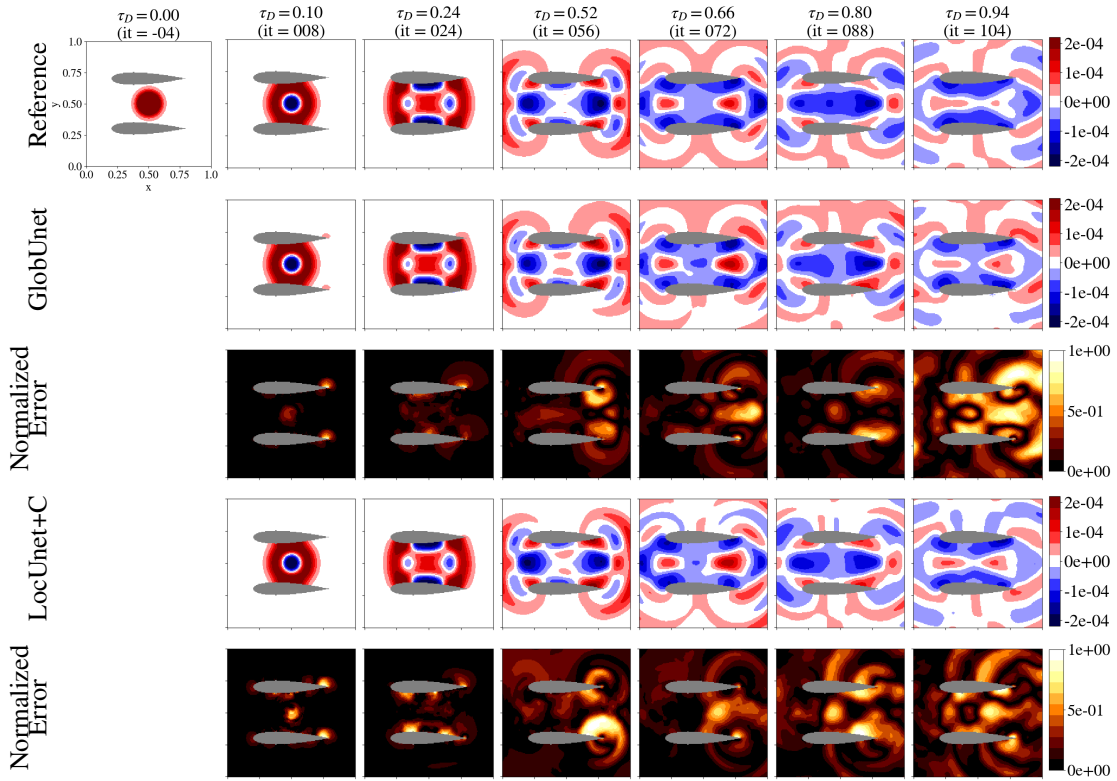 τ_D = 0.00 τ_D = 0.10 τ_D = 0.24 τ_D = 0.52 τ_D = 0.66 τ_D = 0.80 τ_D = 0.94
(it = -04) (it = 008) (it = 024) (it = 056) (it = 072) (it = 088) (it = 104)
Reference
1.0
0.75
0.50
0.25
0.0
y
0.0 0.25 0.50 0.75 1.0
x
2e-04
1e-04
0e+00
-1e-04
-2e-04
GlobUnet
2e-04
1e-04
0e+00
-1e-04
-2e-04
Normalized
Error
1e+00
5e-01
0e+00
LocUnet+C
2e-04
1e-04
0e+00
-1e-04
-2e-04
Normalized
Error
1e+00
5e-01
0e+00